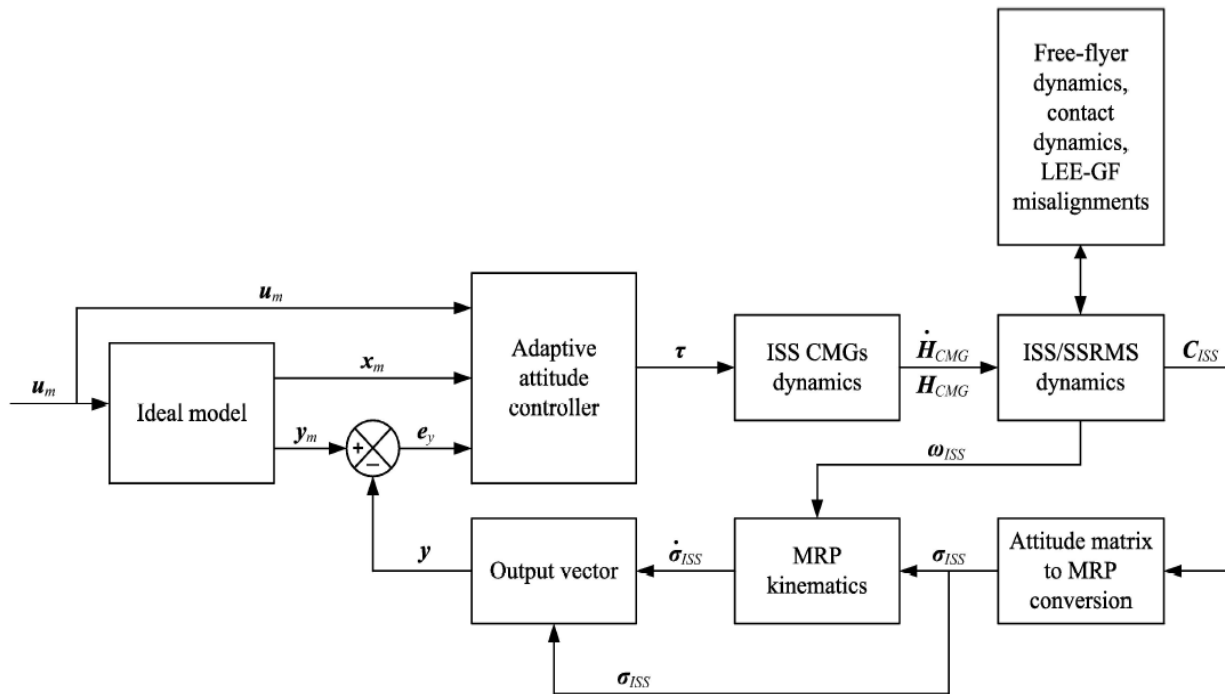 Free-flyer
dynamics,
contact
dynamics,
LEE-GF
misalignments
u_m
u_m
Ideal model
x_m
y_m
+
−
e_y
Adaptive
attitude
controller
τ
ISS CMGs
dynamics
Ḣ_CMG
H_CMG
ISS/SSRMS
dynamics
C_ISS
ω_ISS
y
Output vector
σ̇_ISS
MRP
kinematics
σ_ISS
Attitude matrix
to MRP
conversion
σ_ISS